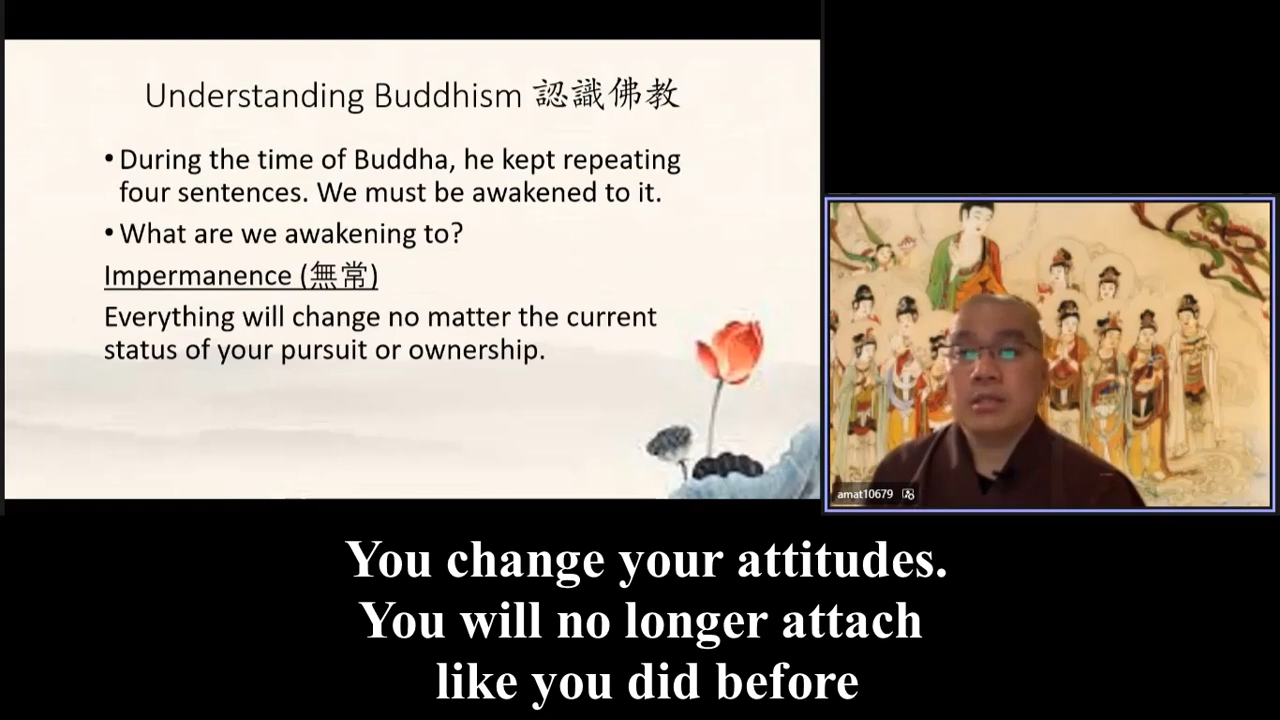 Understanding Buddhism 認識佛教
• During the time of Buddha, he kept repeating
four sentences. We must be awakened to it.
• What are we awakening to?
Impermanence (無常)
Everything will change no matter the current
status of your pursuit or ownership.
amat10679
You change your attitudes.
You will no longer attach
like you did before